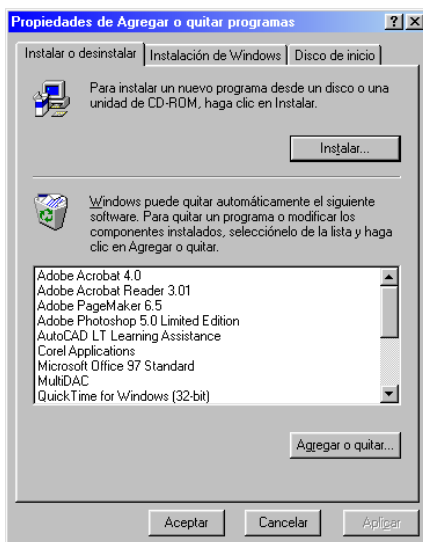 Propiedades de Agregar o quitar programas
Instalar o desinstalar
Instalación de Windows
Disco de inicio
Para instalar un nuevo programa desde un disco o una
unidad de CD-ROM, haga clic en Instalar.
Instalar...
Windows puede quitar automáticamente el siguiente
software. Para quitar un programa o modificar los
componentes instalados, selecciónelo de la lista y haga
clic en Agregar o quitar.
Adobe Acrobat 4.0
Adobe Acrobat Reader 3.01
Adobe PageMaker 6.5
Adobe Photoshop 5.0 Limited Edition
AutoCAD LT Learning Assistance
Corel Applications
Microsoft Office 97 Standard
MultiDAC
QuickTime for Windows (32-bit)
Agregar o quitar...
Aceptar
Cancelar
Aplicar